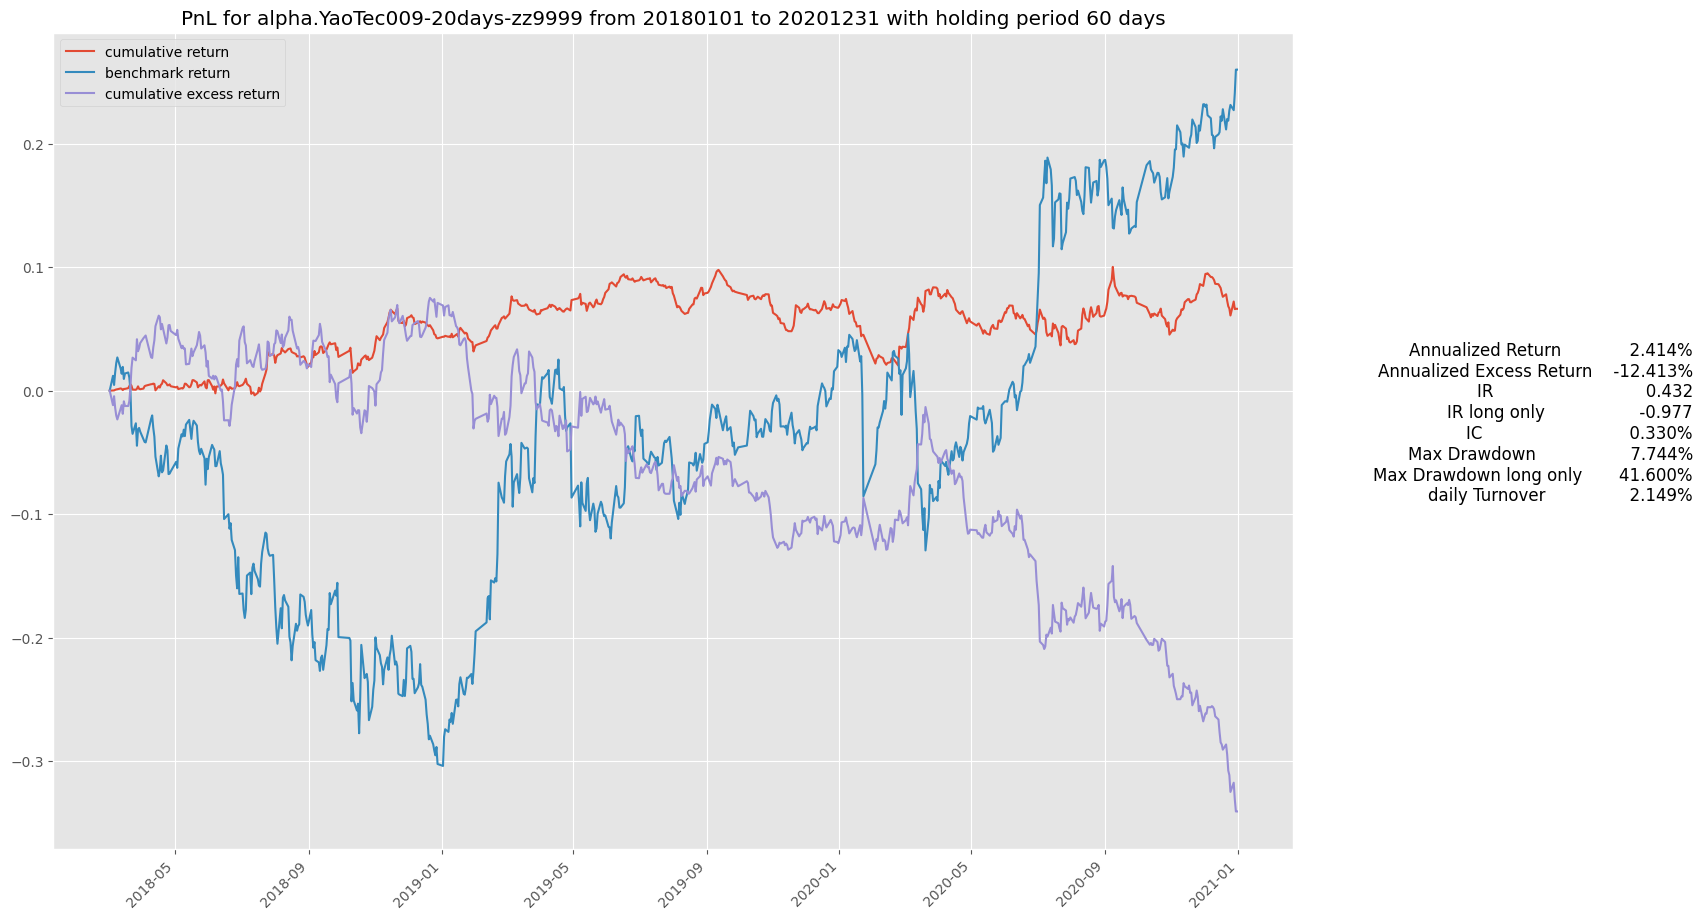 PnL for alpha.YaoTec009-20days-zz9999 from 20180101 to 20201231 with holding period 60 days
cumulative return
benchmark return
cumulative excess return
0.2
0.1
0.0
−0.1
−0.2
−0.3
2018-05
2018-09
2019-01
2019-05
2019-09
2020-01
2020-05
2020-09
2021-01
Annualized Return 2.414%
Annualized Excess Return -12.413%
IR 0.432
IR long only -0.977
IC 0.330%
Max Drawdown 7.744%
Max Drawdown long only 41.600%
daily Turnover 2.149%